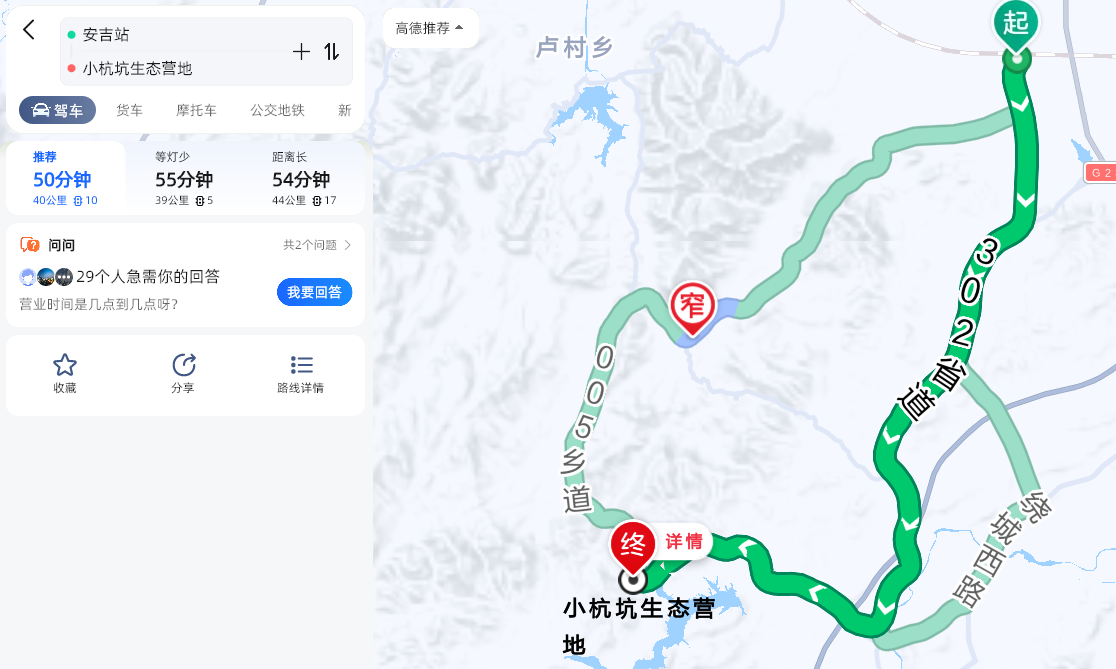 安吉站
小杭坑生态营地
驾车
货车
摩托车
公交地铁
新
推荐
50分钟
40公里 10
等灯少
55分钟
39公里 5
距离长
54分钟
44公里 17
问问
共2个问题
29个人急需你的回答
营业时间是几点到几点呀?
我要回答
收藏
分享
路线详情
高德推荐
卢村乡
起
G 2
302省道
窄
005乡道
绕城西路
终
详情
小杭坑生态营
地